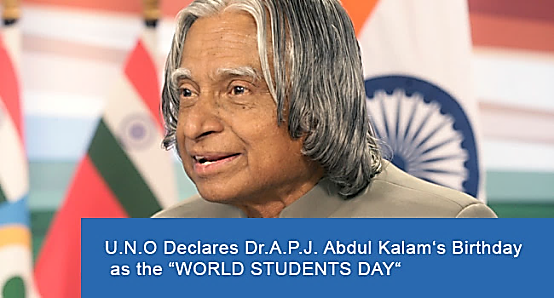 U.N.O Declares Dr.A.P.J. Abdul Kalam's Birthday
as the “WORLD STUDENTS DAY“